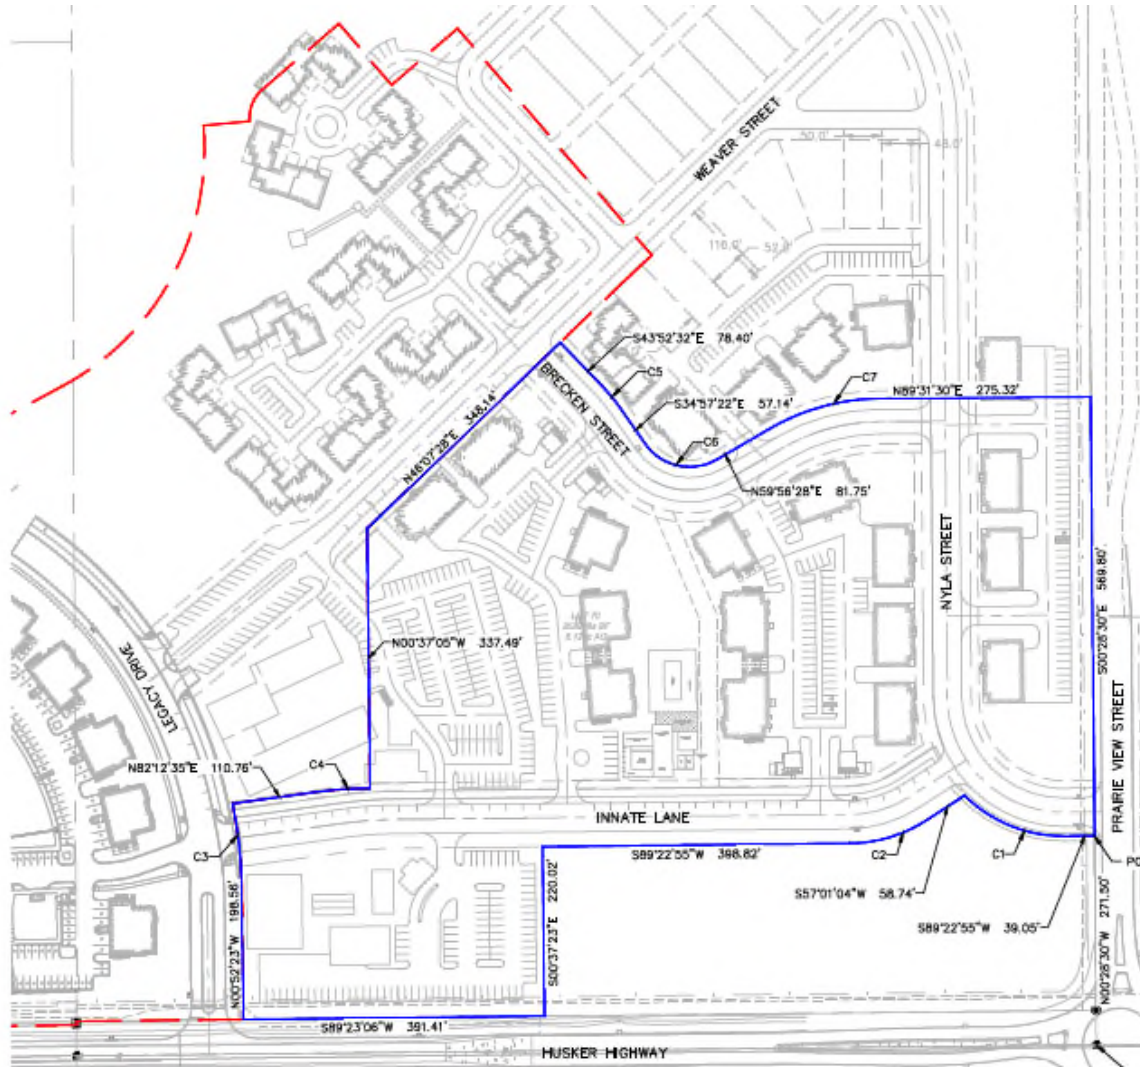 WEAVER STREET
50.0'
48.0'
116.0'
52.0'
S43°52'32"E 78.40'
C5
BRECKEN STREET
S34°57'22"E 57.14'
C7
N89°31'30"E 275.32'
C6
N59°56'28"E 81.75'
N46°07'28"E 348.14'
NYLA STREET
S00°28'30"E 569.80'
N00°37'05"W 337.49'
LEGACY DRIVE
PRAIRIE VIEW STREET
N82°12'35"E 110.76'
C4
INNATE LANE
C3
S89°22'55"W 398.82'
C2
C1
PO
S57°01'04"W 58.74'
S89°22'55"W 39.05'
N00°52'23"W 198.58'
S00°37'23"E 220.02'
N00°28'30"W 271.50'
S89°23'06"W 391.41'
HUSKER HIGHWAY